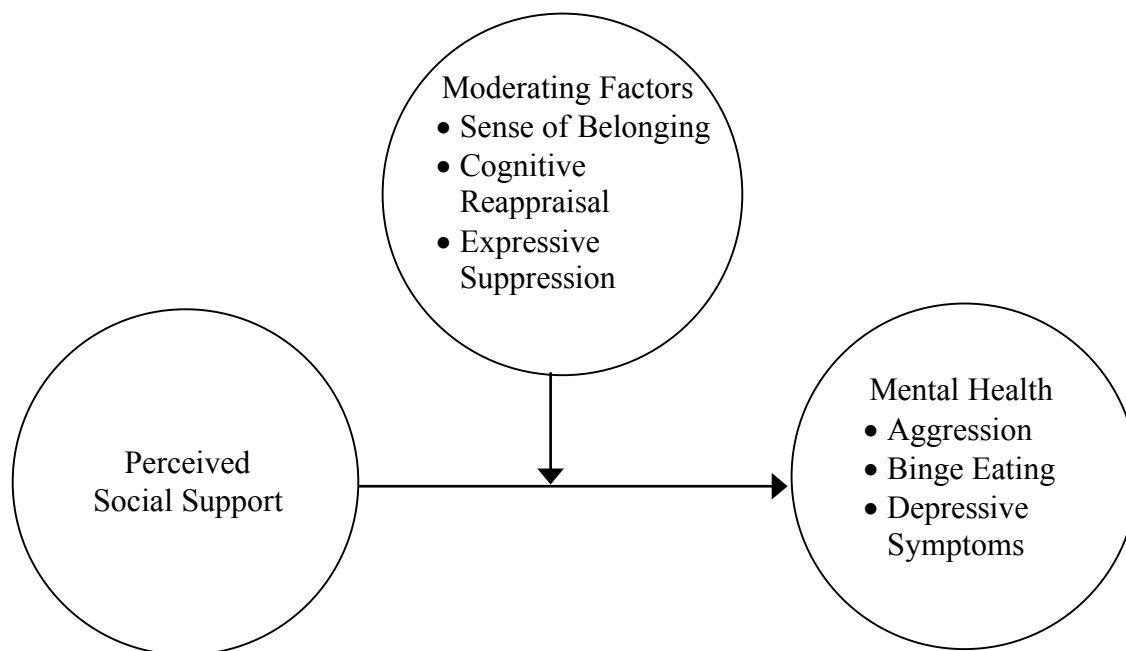 Moderating Factors
• Sense of Belonging
• Cognitive
Reappraisal
• Expressive
Suppression
Perceived
Social Support
Mental Health
• Aggression
• Binge Eating
• Depressive
Symptoms